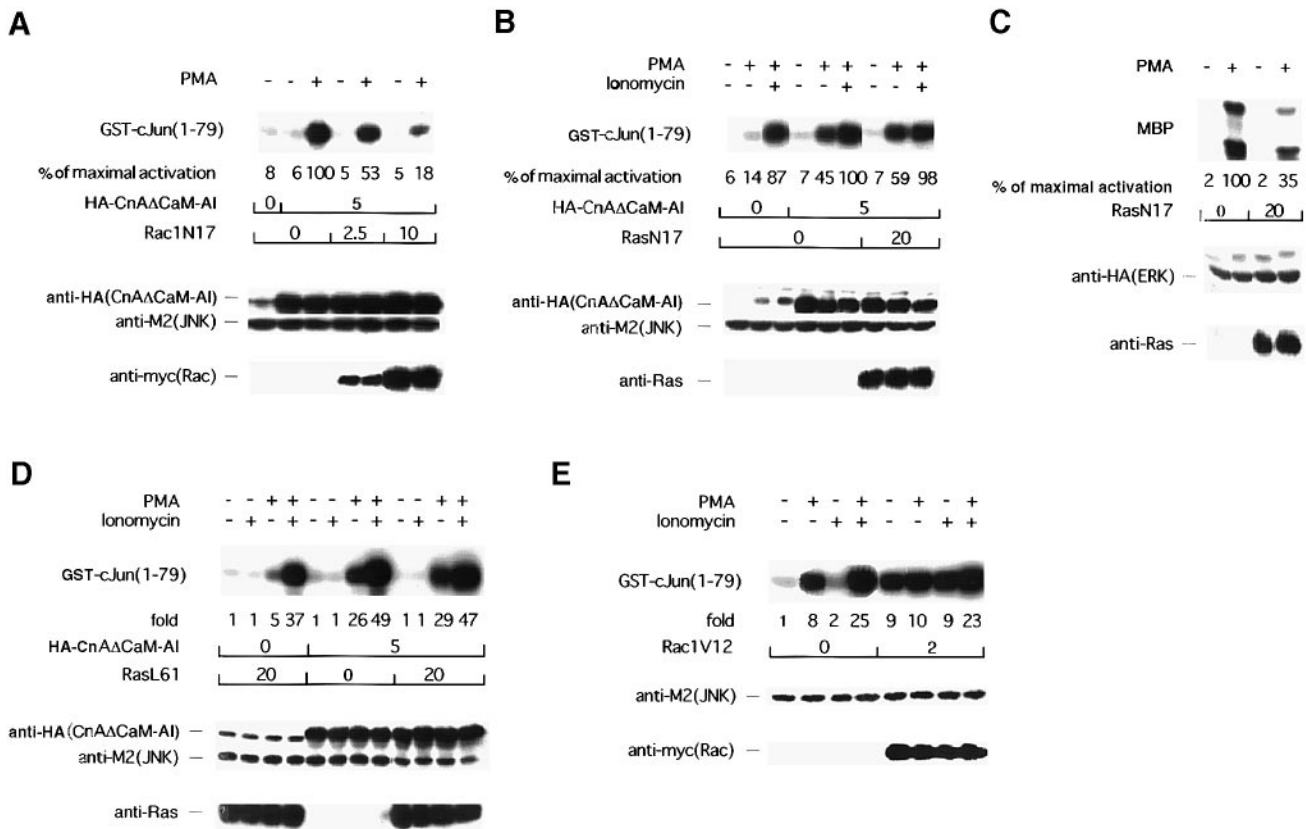 A
PMA - - + - + - +
GST-cJun(1-79)
% of maximal activation 8 6 100 5 53 5 18
HA-CnAΔCaM-AI 0 5
Rac1N17 0 2.5 10
anti-HA(CnAΔCaM-AI)
anti-M2(JNK)
anti-myc(Rac)
B
PMA - + + - + + - + +
Ionomycin - - + - - + - - +
GST-cJun(1-79)
% of maximal activation 6 14 87 7 45 100 7 59 98
HA-CnAΔCaM-AI 0 5
RasN17 0 20
anti-HA(CnAΔCaM-AI)
anti-M2(JNK)
anti-Ras
C
PMA - + - +
MBP
% of maximal activation 2 100 2 35
RasN17 0 20
anti-HA(ERK)
anti-Ras
D
PMA - - + + - - + + - - + +
Ionomycin - + - + - + - + - + - +
GST-cJun(1-79)
fold 1 1 5 37 1 1 26 49 1 1 29 47
HA-CnAΔCaM-AI 0 5
RasL61 20 0 20
anti-HA(CnAΔCaM-AI)
anti-M2(JNK)
anti-Ras
E
PMA - + - + - + - +
Ionomycin - - + + - - + +
GST-cJun(1-79)
fold 1 8 2 25 9 10 9 23
Rac1V12 0 2
anti-M2(JNK)
anti-myc(Rac)